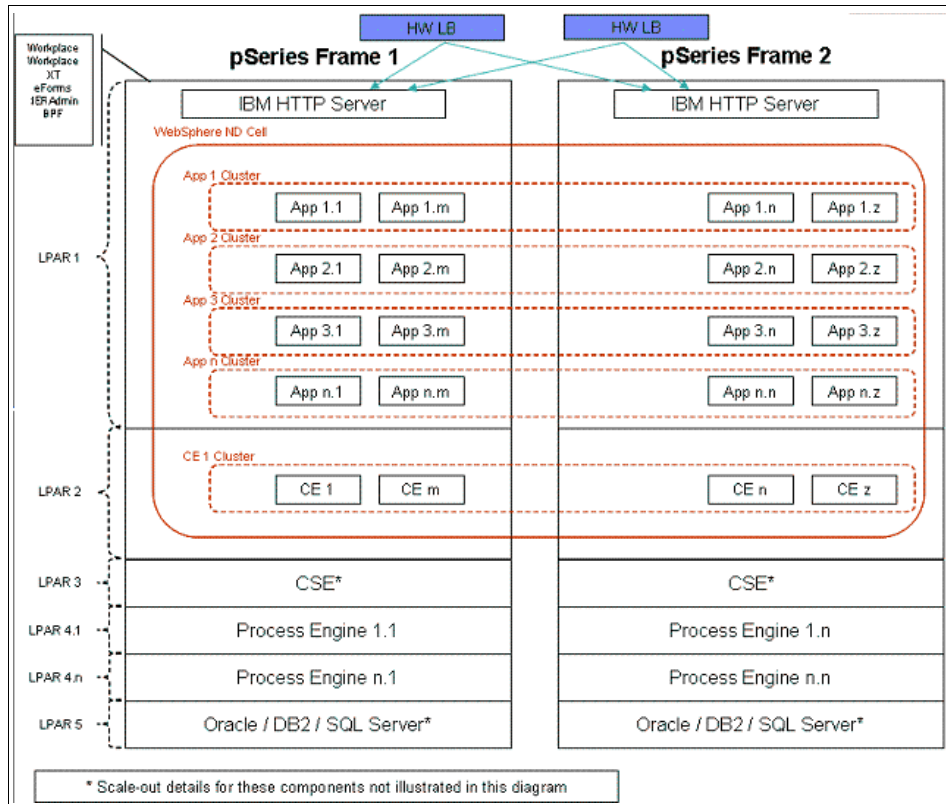 HW LB
HW LB
pSeries Frame 1
pSeries Frame 2
Workplace
Workplace
XT
eForms
IER Admin
BPF
IBM HTTP Server
IBM HTTP Server
WebSphere ND Cell
App 1 Cluster
App 1.1
App 1.m
App 1.n
App 1.z
App 2 Cluster
LPAR 1
App 2.1
App 2.m
App 2.n
App 2.z
App 3 Cluster
App 3.1
App 3.m
App 3.n
App 3.z
App n Cluster
App n.1
App n.m
App n.n
App n.z
CE 1 Cluster
LPAR 2
CE 1
CE m
CE n
CE z
LPAR 3
CSE*
CSE*
LPAR 4.1
Process Engine 1.1
Process Engine 1.n
LPAR 4.n
Process Engine n.1
Process Engine n.n
LPAR 5
Oracle / DB2 / SQL Server*
Oracle / DB2 / SQL Server*
* Scale-out details for these components not illustrated in this diagram